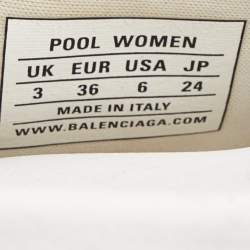 POOL WOMEN
UK EUR USA JP
3 36 6 24
MADE IN ITALY
WWW.BALENCIAGA.COM